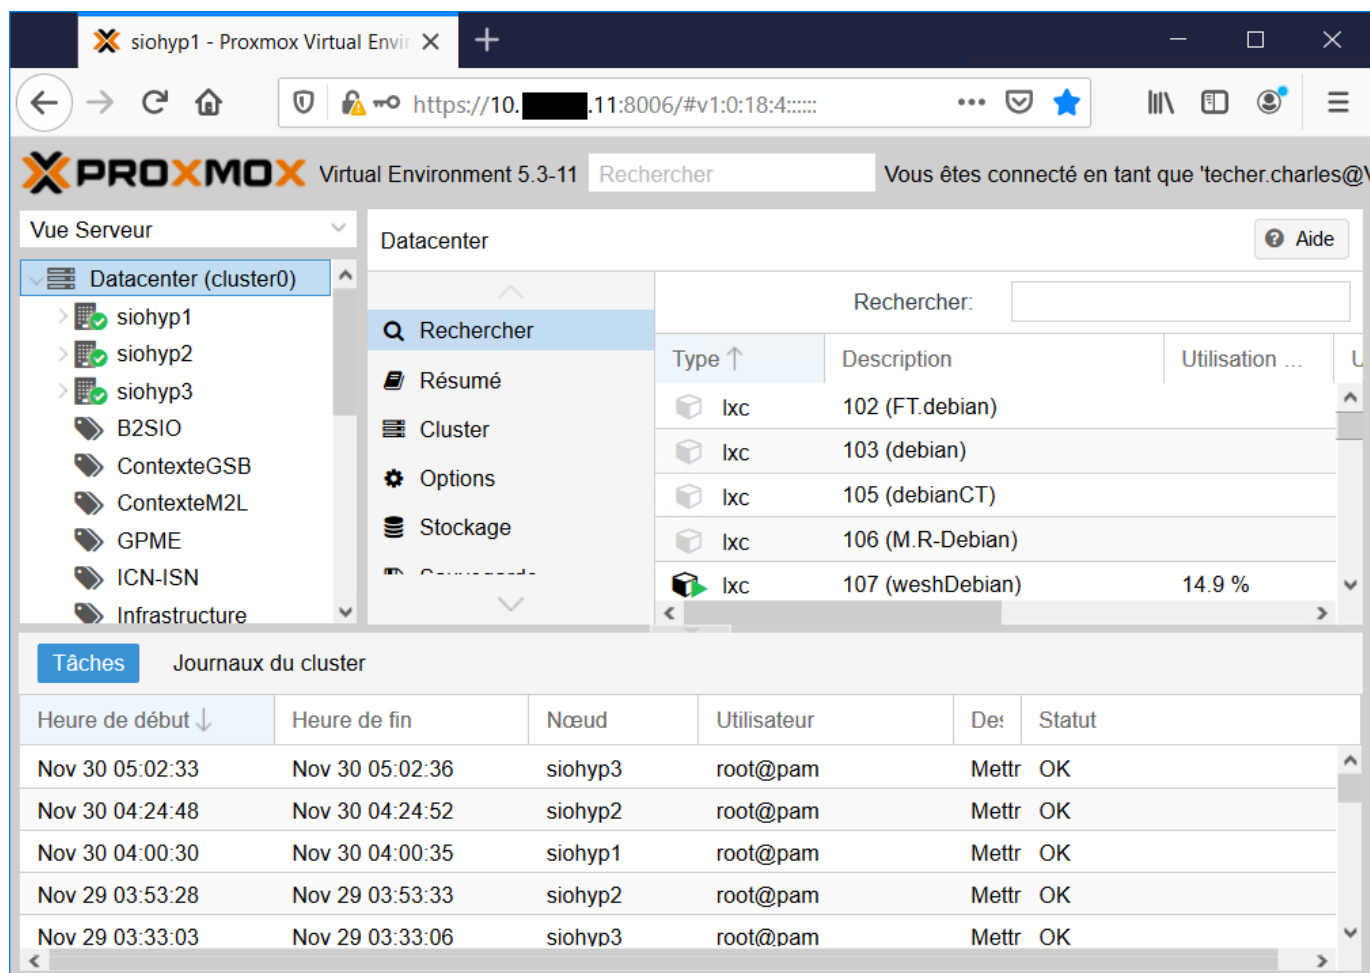 siohyp1 - Proxmox Virtual Envir
https://10. .11:8006/#v1:0:18:4::::::
PROXMOX Virtual Environment 5.3-11 Rechercher Vous êtes connecté en tant que 'techer.charles@V
Vue Serveur
Datacenter (cluster0)
siohyp1
siohyp2
siohyp3
B2SIO
ContexteGSB
ContexteM2L
GPME
ICN-ISN
Infrastructure
Datacenter
Aide
Rechercher
Résumé
Cluster
Options
Stockage
Sauvegarde
Rechercher:
Type Description Utilisation ... U
lxc 102 (FT.debian)
lxc 103 (debian)
lxc 105 (debianCT)
lxc 106 (M.R-Debian)
lxc 107 (weshDebian) 14.9 %
Tâches Journaux du cluster
Heure de début Heure de fin Nœud Utilisateur Des Statut
Nov 30 05:02:33 Nov 30 05:02:36 siohyp3 root@pam Mettr OK
Nov 30 04:24:48 Nov 30 04:24:52 siohyp2 root@pam Mettr OK
Nov 30 04:00:30 Nov 30 04:00:35 siohyp1 root@pam Mettr OK
Nov 29 03:53:28 Nov 29 03:53:33 siohyp2 root@pam Mettr OK
Nov 29 03:33:03 Nov 29 03:33:06 siohyp3 root@pam Mettr OK